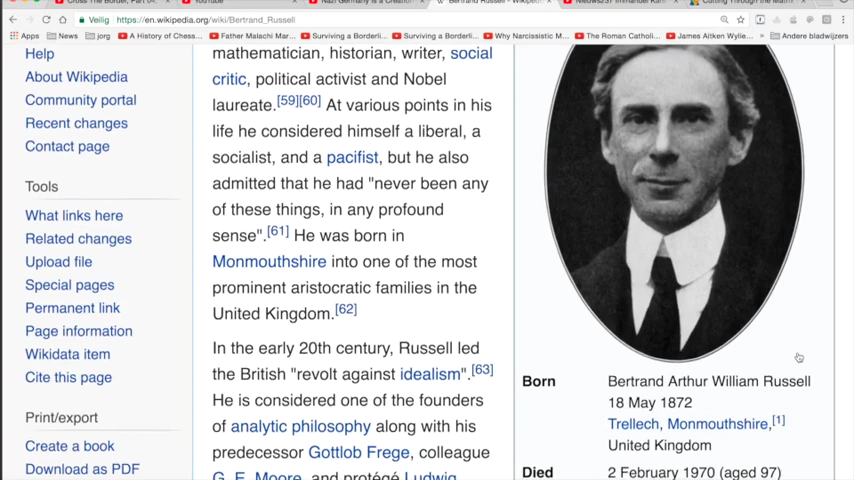 YouTube
Veilig https://en.wikipedia.org/wiki/Bertrand_Russell
Apps News jorg A History of Chess... Father Malachi Mar... Surviving a Borderli... Surviving a Borderli... Why Narcissistic M... The Roman Catholi... James Aitken Wylie... » Andere bladwijzers
Help
About Wikipedia
Community portal
Recent changes
Contact page
Tools
What links here
Related changes
Upload file
Special pages
Permanent link
Page information
Wikidata item
Cite this page
Print/export
Create a book
Download as PDF
mathematician, historian, writer, social
critic, political activist and Nobel
laureate.[59][60] At various points in his
life he considered himself a liberal, a
socialist, and a pacifist, but he also
admitted that he had "never been any
of these things, in any profound
sense".[61] He was born in
Monmouthshire into one of the most
prominent aristocratic families in the
United Kingdom.[62]
In the early 20th century, Russell led
the British "revolt against idealism".[63]
He is considered one of the founders
of analytic philosophy along with his
predecessor Gottlob Frege, colleague
G. E. Moore, and protégé Ludwig
Born Bertrand Arthur William Russell
18 May 1872
Trellech, Monmouthshire,[1]
United Kingdom
Died 2 February 1970 (aged 97)